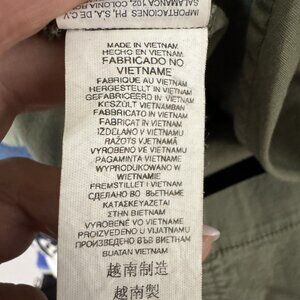 IMPORTACIONES PH, S.A. DE C.V.
SALAMANCA 102, COLONIA
MADE IN VIETNAM
HECHO EN VIETNAM
FABRICADO NO
VIETNAME
FABRIQUE AU VIETNAM
HERGESTELLT IN VIETNAM
GEFABRICEERD IN VIETNAM
KÉSZÜLT VIETNÁMBAN
FABBRICATO IN VIETNAM
FABRICAT ÎN VIETNAM
IZDELANO V VIETNAMU
RAŽOTS VJETNAMĀ
VYROBENO VE VIETNAMU
PAGAMINTA VIETNAME
WYPRODUKOWANO W
WIETNAMIE
FREMSTILLET I VIETNAM
СДЕЛАНО ВО ВЬЕТНАМЕ
ΚΑΤΑΣΚΕΥΑΖΕΤΑΙ
ΣΤΗΝ ΒΙΕΤΝΑΜ
VYROBENÉ VO VIETNAME
PROIZVEDENO U VIJETNAMU
ПРОИЗВЕДЕНО ВЪВ ВИЕТНАМ
BUATAN VIETNAM
越南制造
越南製